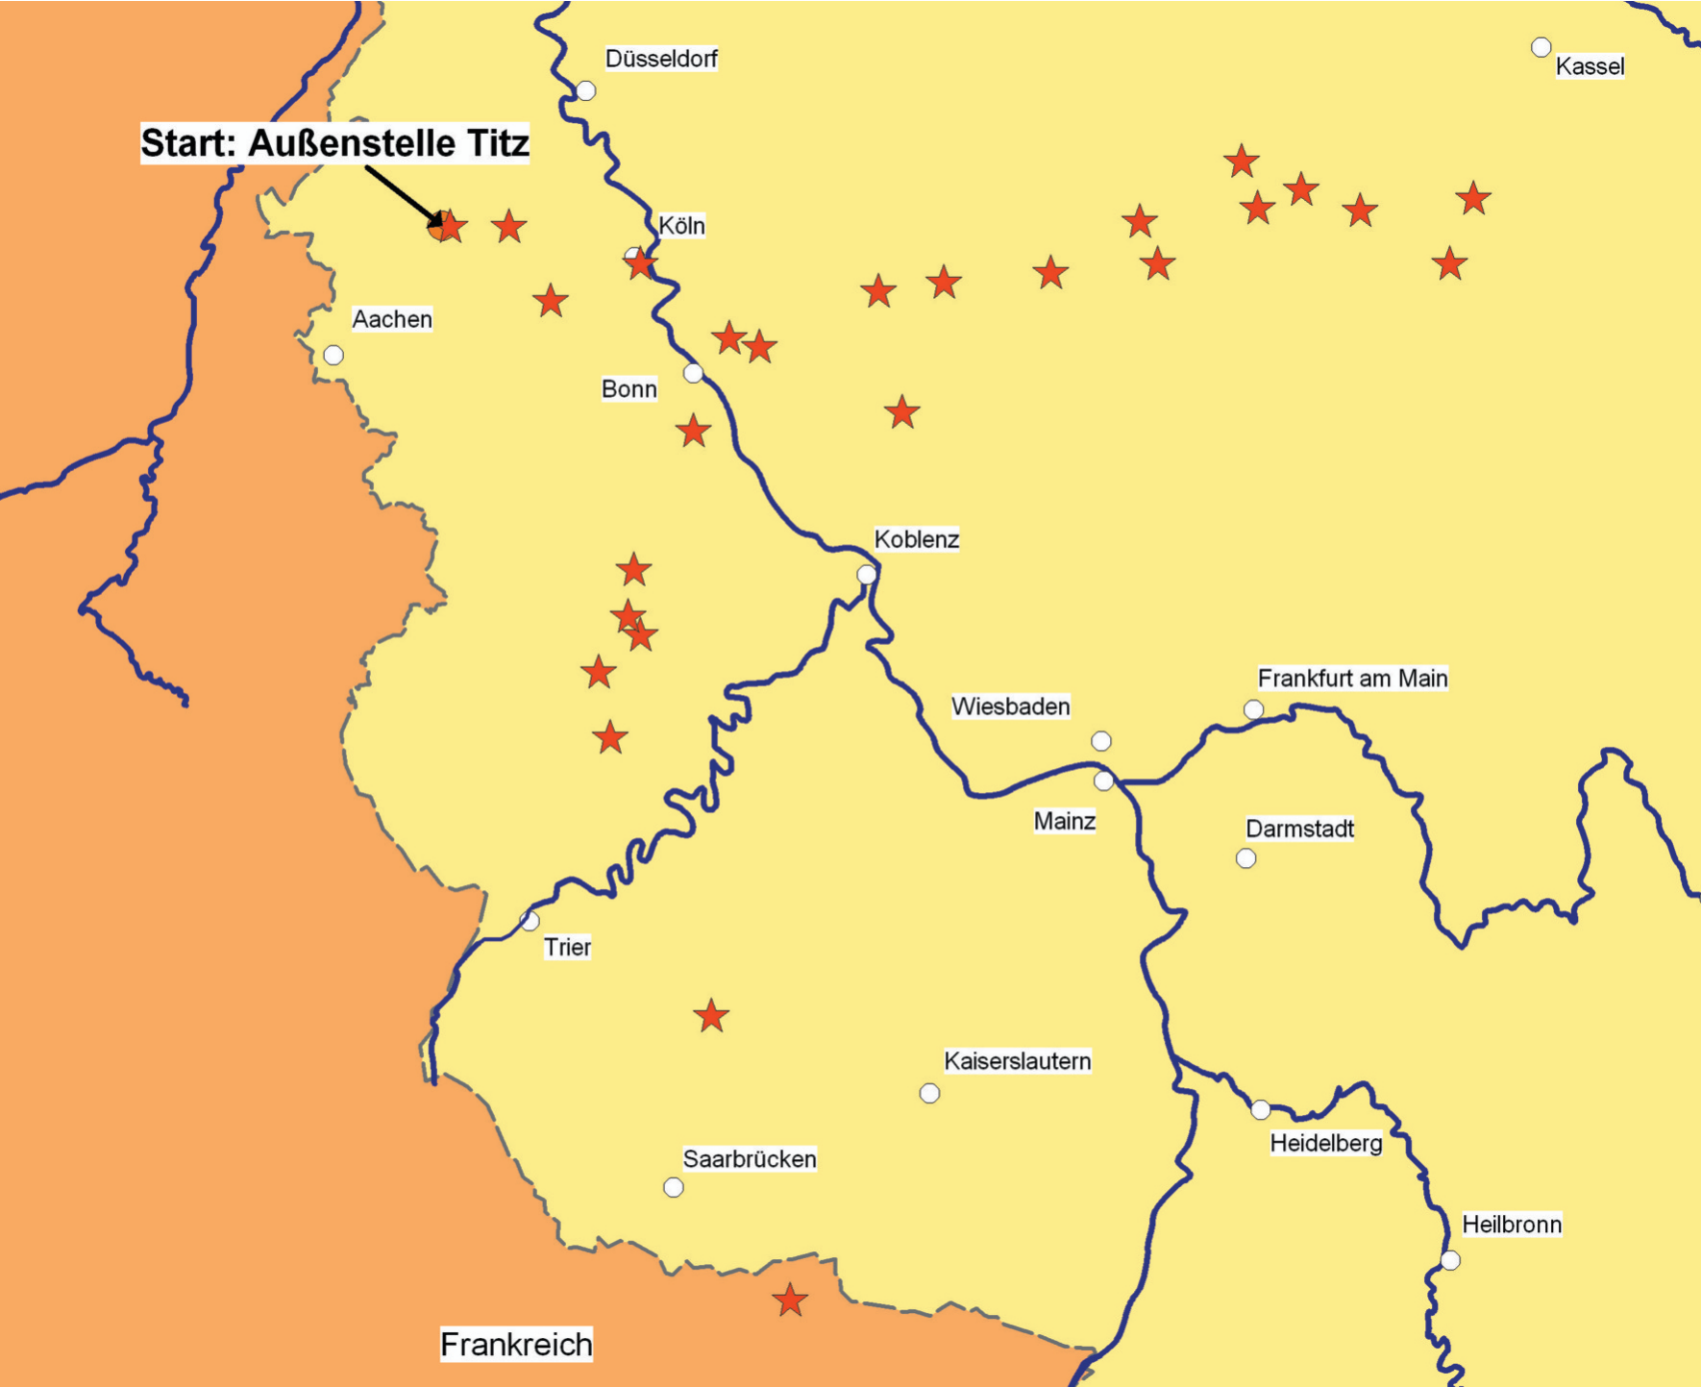 Düsseldorf
Kassel
Start: Außenstelle Titz
Köln
Aachen
Bonn
Koblenz
Frankfurt am Main
Wiesbaden
Mainz
Darmstadt
Trier
Kaiserslautern
Heidelberg
Saarbrücken
Heilbronn
Frankreich